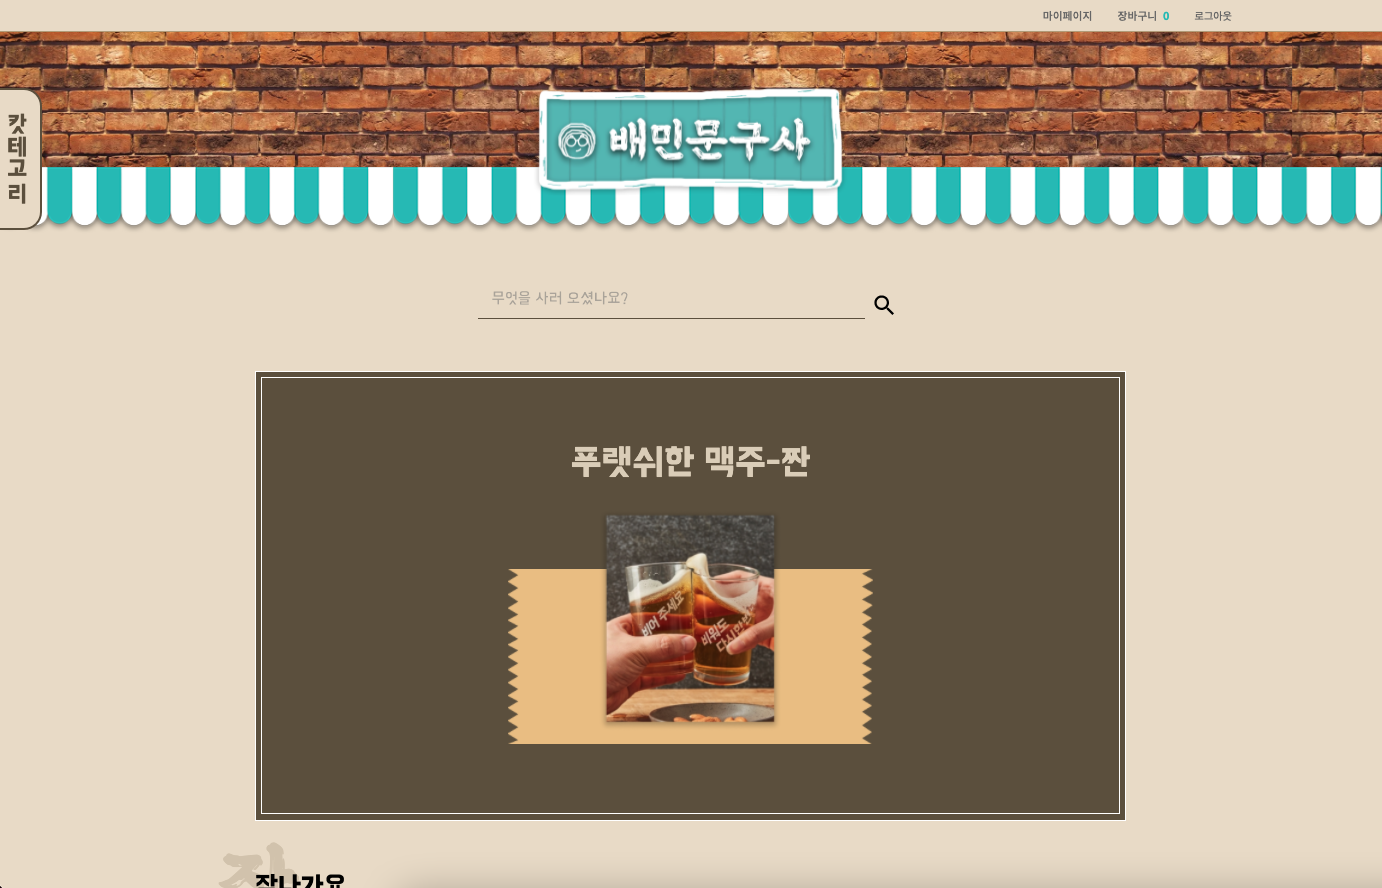 마이페이지 장바구니 0 로그아웃
캇테고리
배민문구사
무엇을 사러 오셨나요?
푸랫쉬한 맥주-짠
비어 주세요
비워도
다시 한번
잘나가요